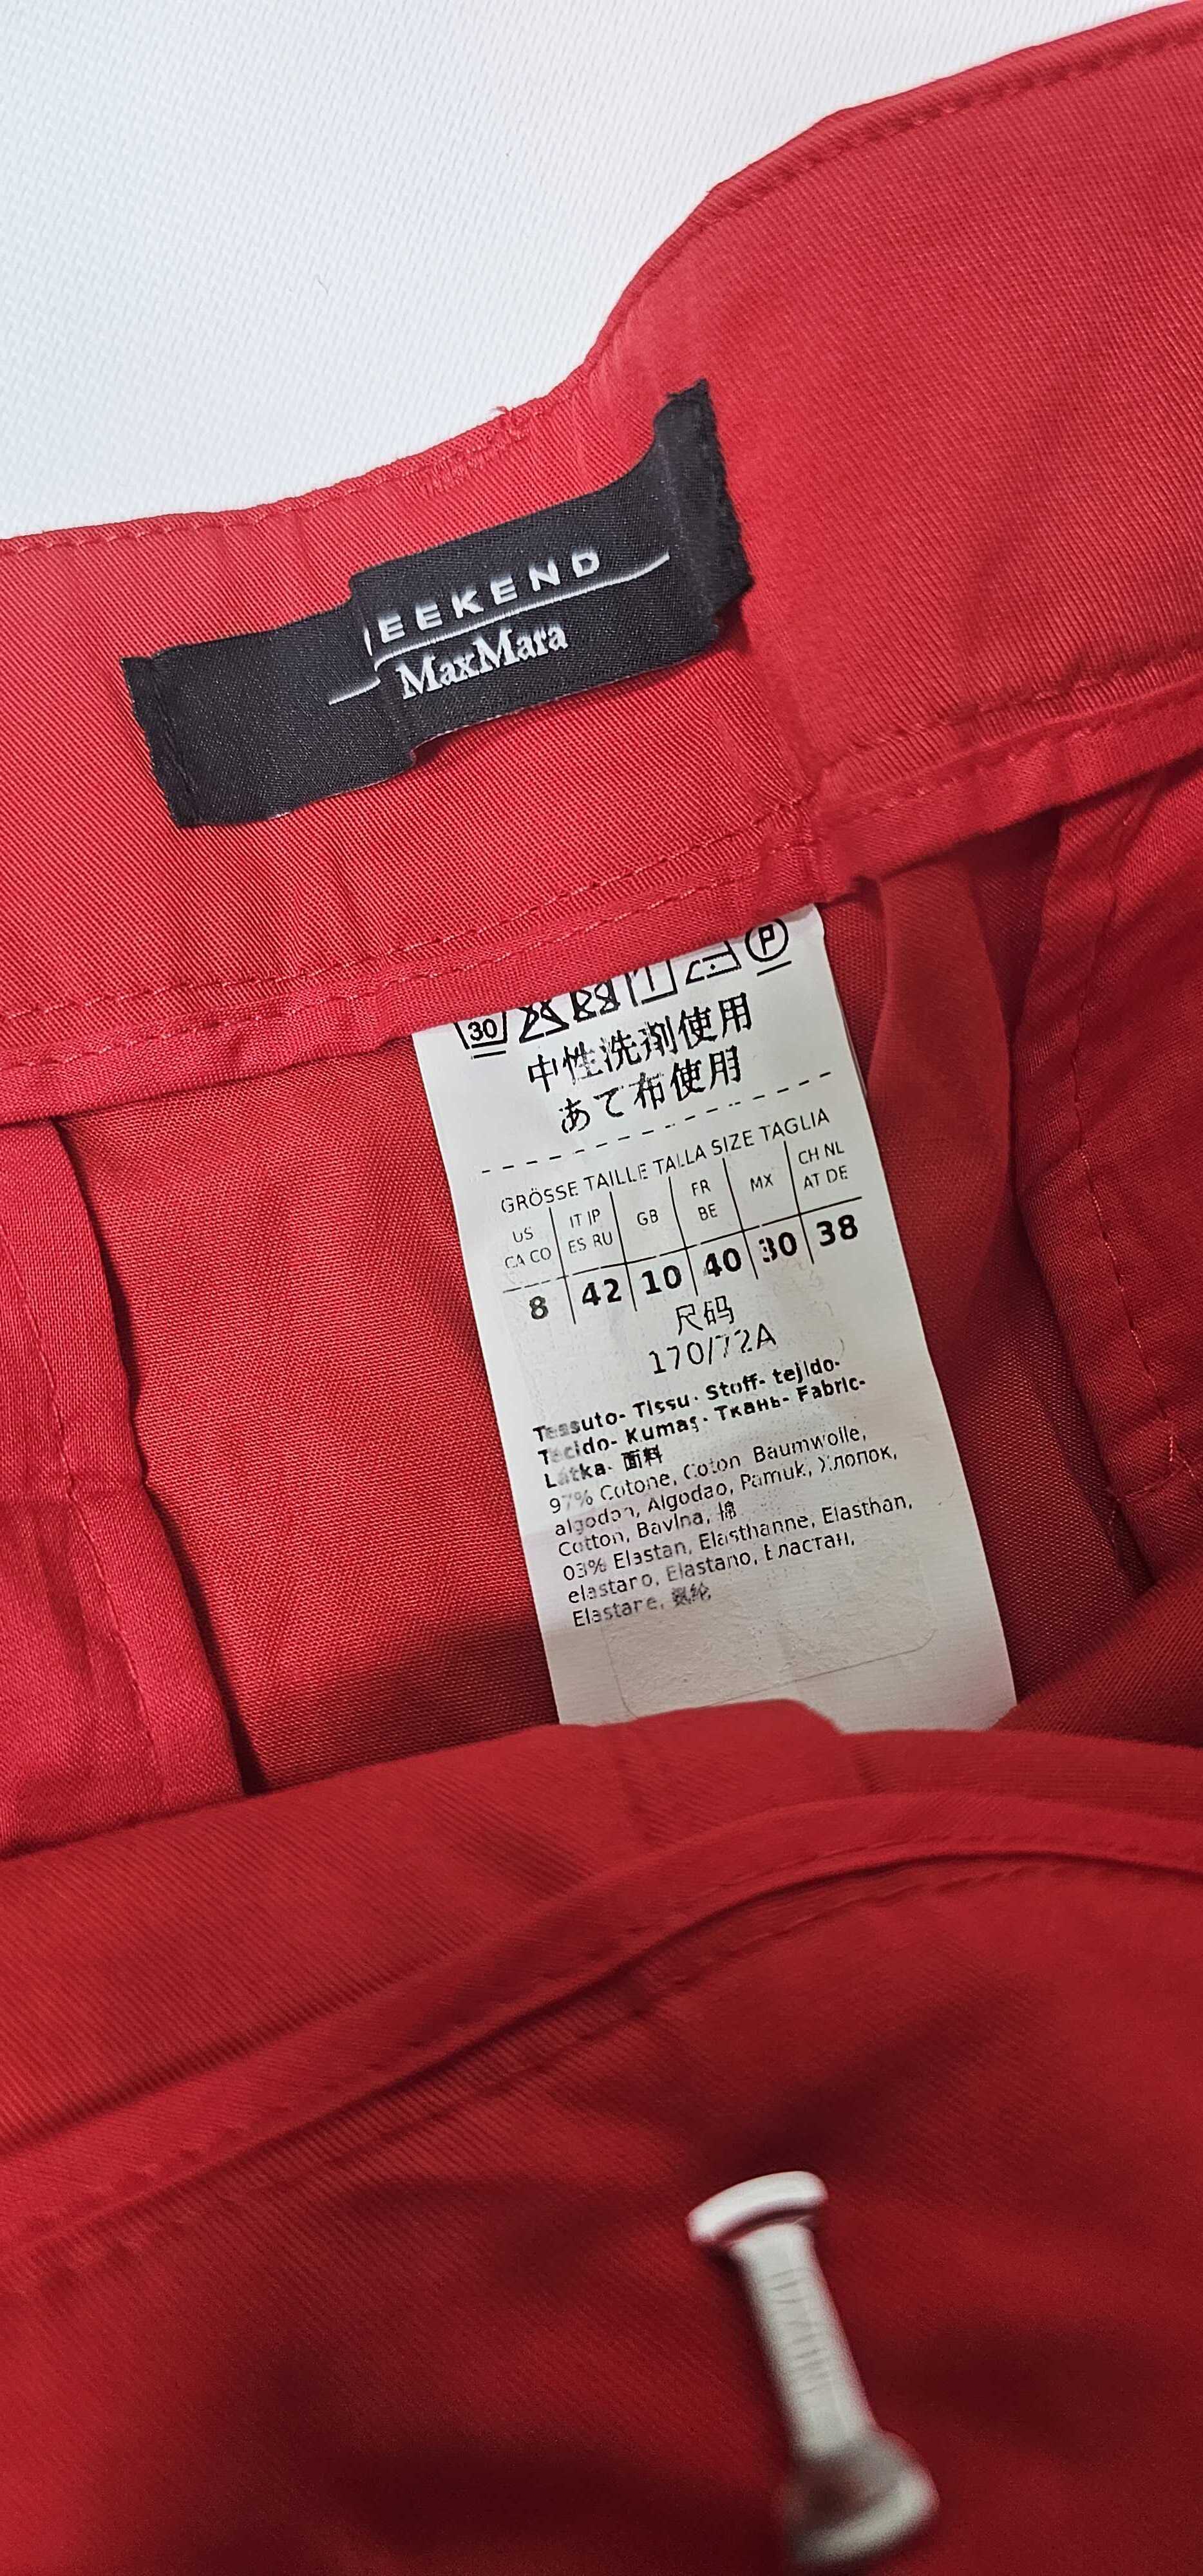 EEKEND
MaxMara
30 P
中性洗剤使用
あて布使用
GRÖSSE TAILLE TALLA SIZE TAGLIA
US CA CO | IT JP ES RU | GB | FR BE | MX | CH NL AT DE
8 | 42 | 10 | 40 | 30 | 38
尺码
170/72A
Tessuto- Tissu- Stoff- tejido-
Tecido- Kumaş- Ткань- Fabric-
Látka- 面料
97% Cotone, Coton, Baumwolle,
algodon, Algodao, Pamuk, Хлопок,
Cotton, Bavlna, 棉
03% Elastan, Elasthanne, Elasthan,
elastano, Elastano, Еластан,
Elastane, 氨纶